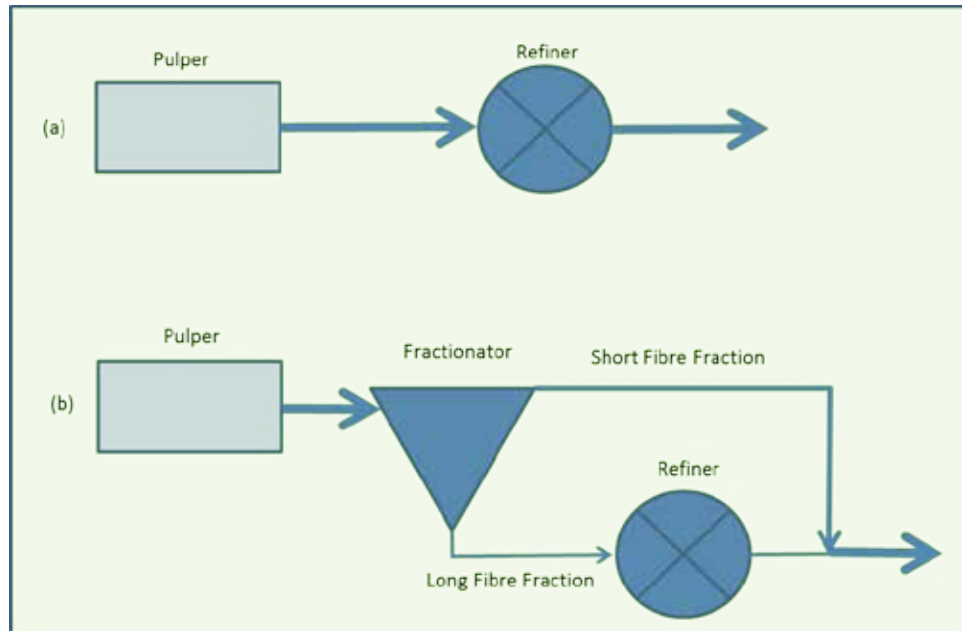 Pulper
Refiner
(a)
Pulper
Fractionator
Short Fibre Fraction
(b)
Refiner
Long Fibre Fraction